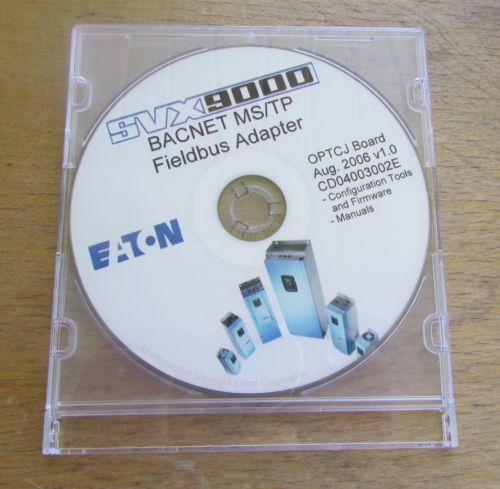 SVX9000
BACNET MS/TP
Fieldbus Adapter
OPTCJ Board
Aug, 2006 v1.0
CD04003002E
- Configuration Tools
and Firmware
- Manuals
EATON
All information copyright Eaton Corporation